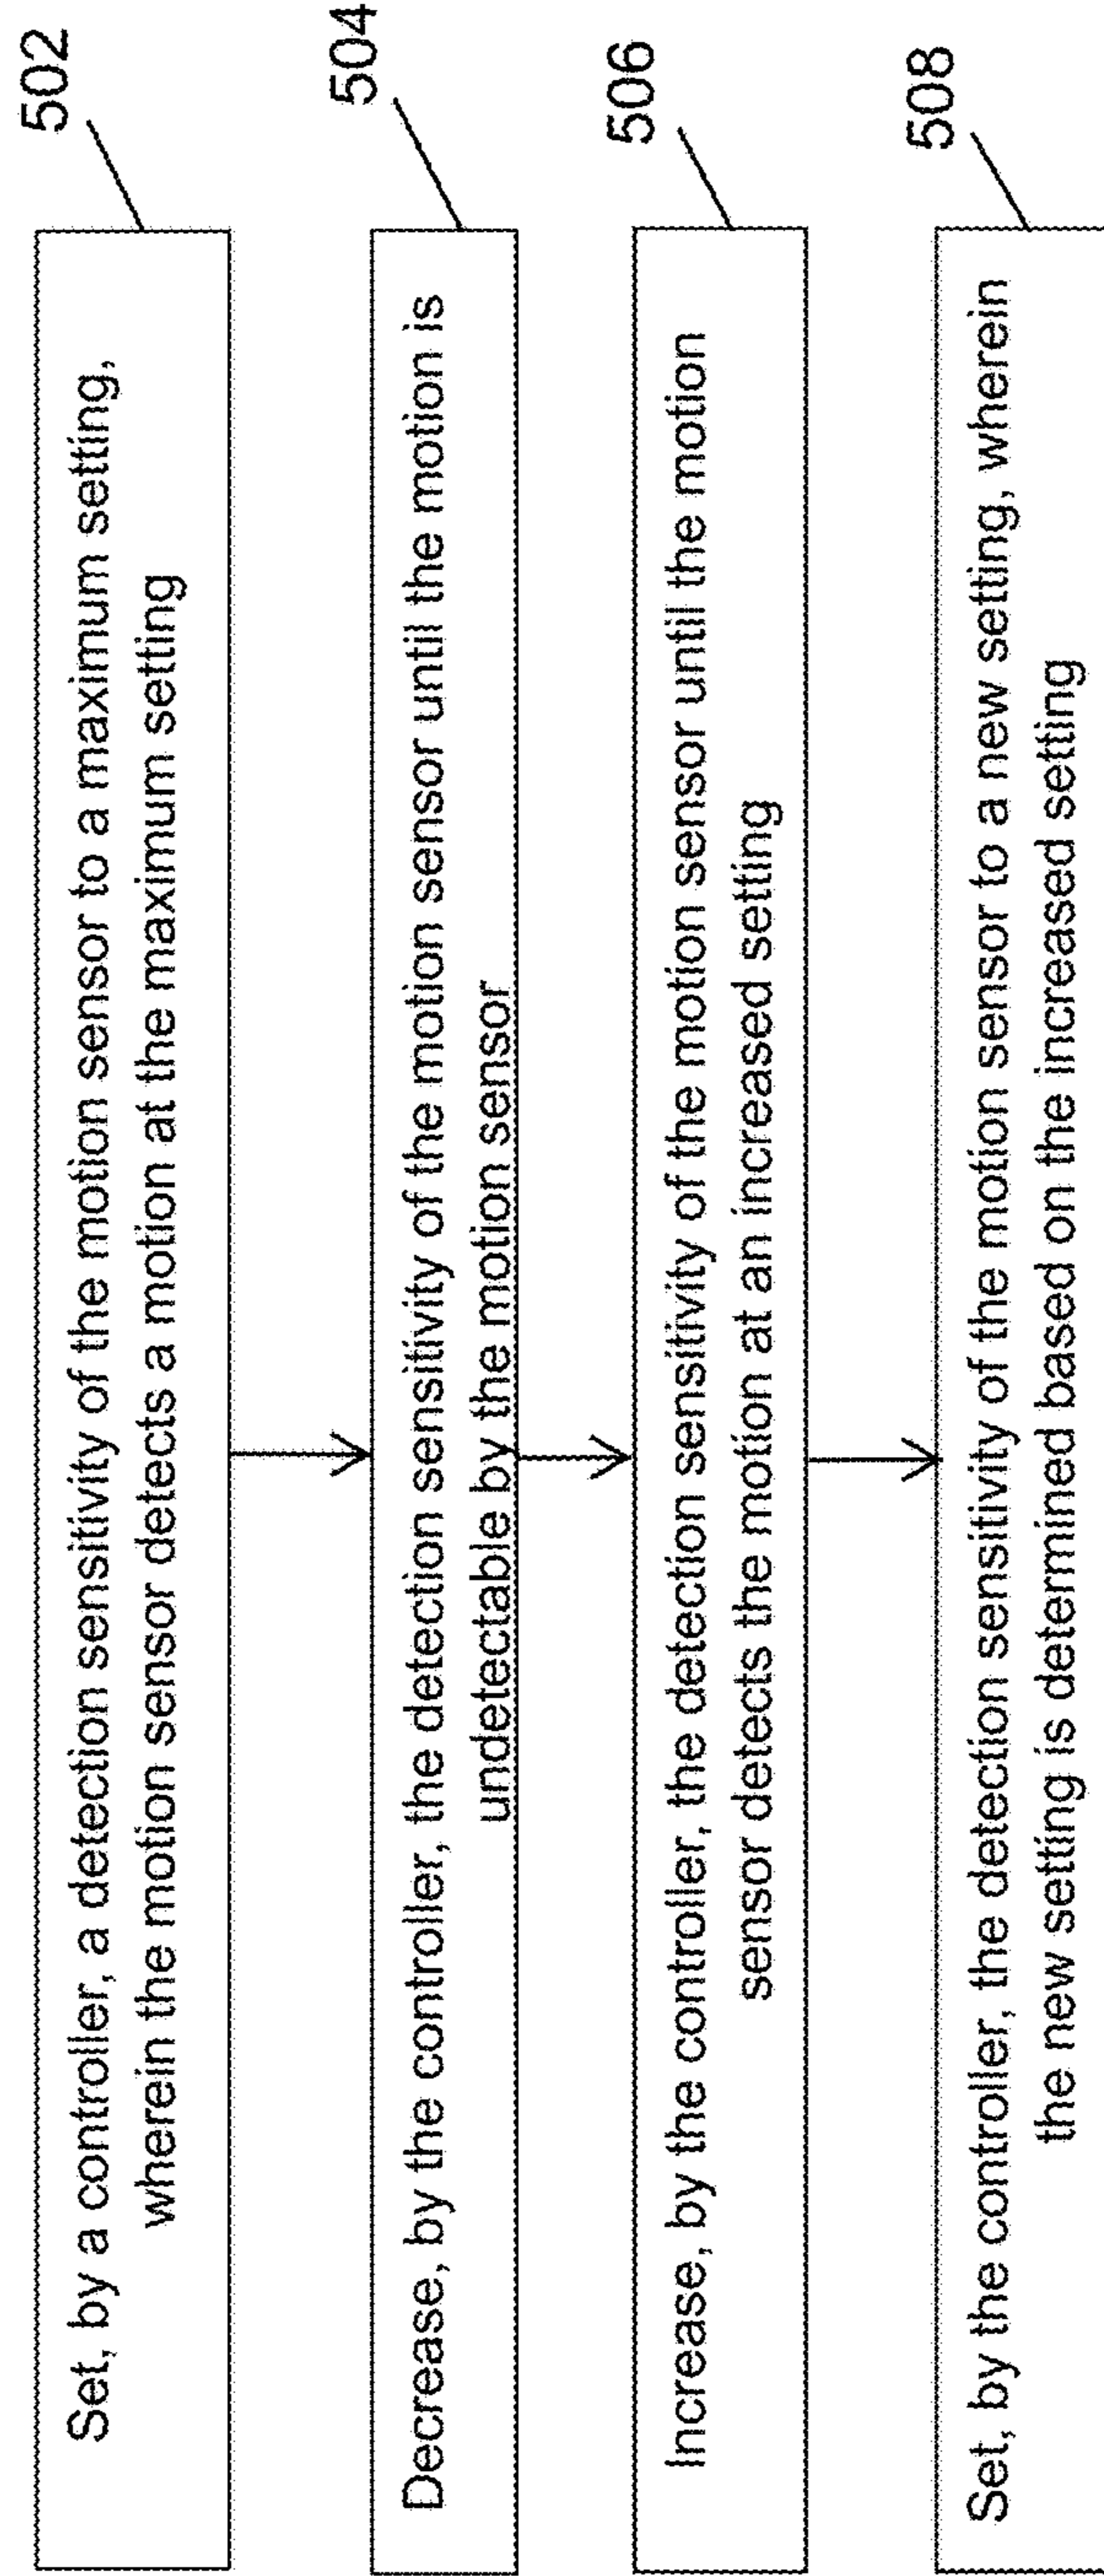 502
Set, by a controller, a detection sensitivity of the motion sensor to a maximum setting,
wherein the motion sensor detects a motion at the maximum setting
504
Decrease, by the controller, the detection sensitivity of the motion sensor until the motion is
undetectable by the motion sensor
506
Increase, by the controller, the detection sensitivity of the motion sensor until the motion
sensor detects the motion at an increased setting
508
Set, by the controller, the detection sensitivity of the motion sensor to a new setting, wherein
the new setting is determined based on the increased setting